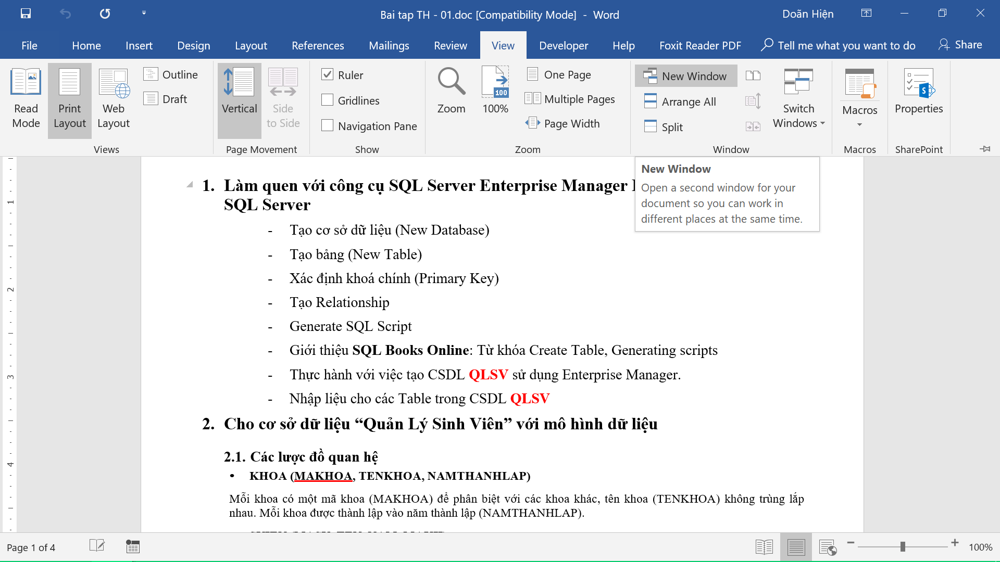 Bai tap TH - 01.doc [Compatibility Mode] - Word
Doãn Hiện
File Home Insert Design Layout References Mailings Review View Developer Help Foxit Reader PDF Tell me what you want to do Share
Read Mode
Print Layout
Web Layout
Outline
Draft
Views
Vertical
Side to Side
Page Movement
Ruler
Gridlines
Navigation Pane
Show
Zoom
100
100%
One Page
Multiple Pages
Page Width
Zoom
New Window
Arrange All
Split
Switch Windows
Window
Macros
Macros
S
Properties
SharePoint
New Window
Open a second window for your
document so you can work in
different places at the same time.
1. Làm quen với công cụ SQL Server Enterprise Manager
SQL Server
- Tạo cơ sở dữ liệu (New Database)
- Tạo bảng (New Table)
- Xác định khoá chính (Primary Key)
- Tạo Relationship
- Generate SQL Script
- Giới thiệu SQL Books Online: Từ khóa Create Table, Generating scripts
- Thực hành với việc tạo CSDL QLSV sử dụng Enterprise Manager.
- Nhập liệu cho các Table trong CSDL QLSV
2. Cho cơ sở dữ liệu “Quản Lý Sinh Viên” với mô hình dữ liệu
2.1. Các lược đồ quan hệ
• KHOA (MAKHOA, TENKHOA, NAMTHANHLAP)
Mỗi khoa có một mã khoa (MAKHOA) để phân biệt với các khoa khác, tên khoa (TENKHOA) không trùng lắp
nhau. Mỗi khoa được thành lập vào năm thành lập (NAMTHANHLAP).
1
2
3
4
Page 1 of 4
100%